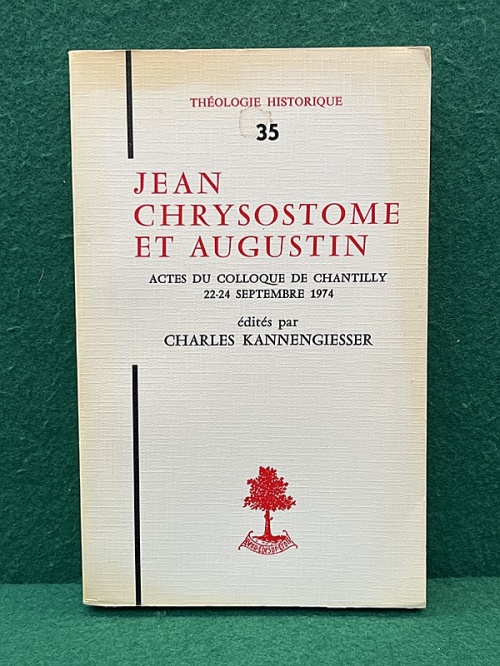 THÉOLOGIE HISTORIQUE
35
JEAN
CHRYSOSTOME
ET AUGUSTIN
ACTES DU COLLOQUE DE CHANTILLY
22-24 SEPTEMBRE 1974
édités par
CHARLES KANNENGIESSER